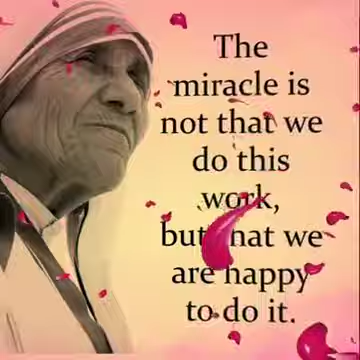 The
miracle is
not that we
do this
work,
but that we
are happy
to do it.